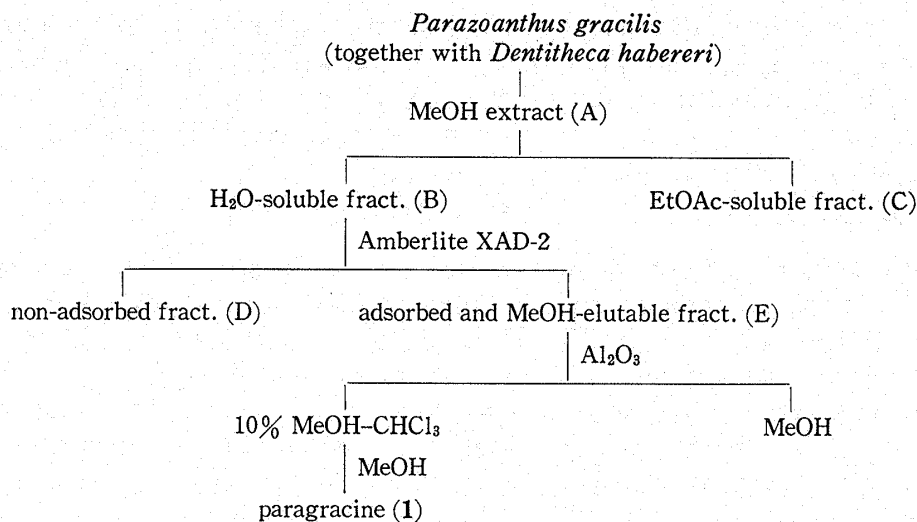 Parazoanthus gracilis
(together with Dentitheca habereri)
MeOH extract (A)
H₂O-soluble fract. (B)
EtOAc-soluble fract. (C)
Amberlite XAD-2
non-adsorbed fract. (D)
adsorbed and MeOH-elutable fract. (E)
Al₂O₃
10% MeOH–CHCl₃
MeOH
MeOH
paragracine (1)